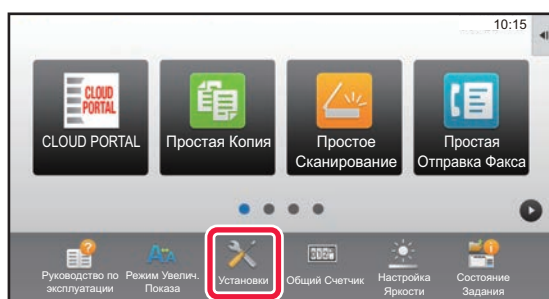 10:15
CLOUD
PORTAL
CLOUD PORTAL
Простая Копия
Простое
Сканирование
Простая
Отправка Факса
Руководство по
эксплуатации
Режим Увелич.
Показа
Установки
Общий Счетчик
Настройка
Яркости
Состояние
Задания